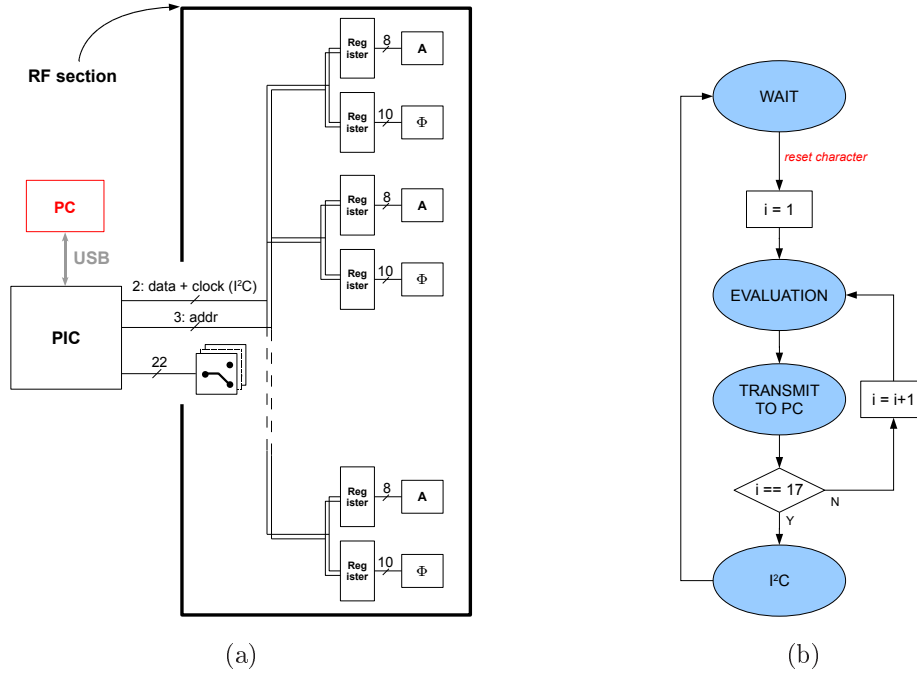 RF section
PC
USB
PIC
2: data + clock (I²C)
3: addr
22
Reg
ister
8
A
Reg
ister
10
Φ
Reg
ister
8
A
Reg
ister
10
Φ
Reg
ister
8
A
Reg
ister
10
Φ
(a)
WAIT
reset character
i = 1
EVALUATION
TRANSMIT
TO PC
i = i+1
i == 17
N
Y
I²C
(b)